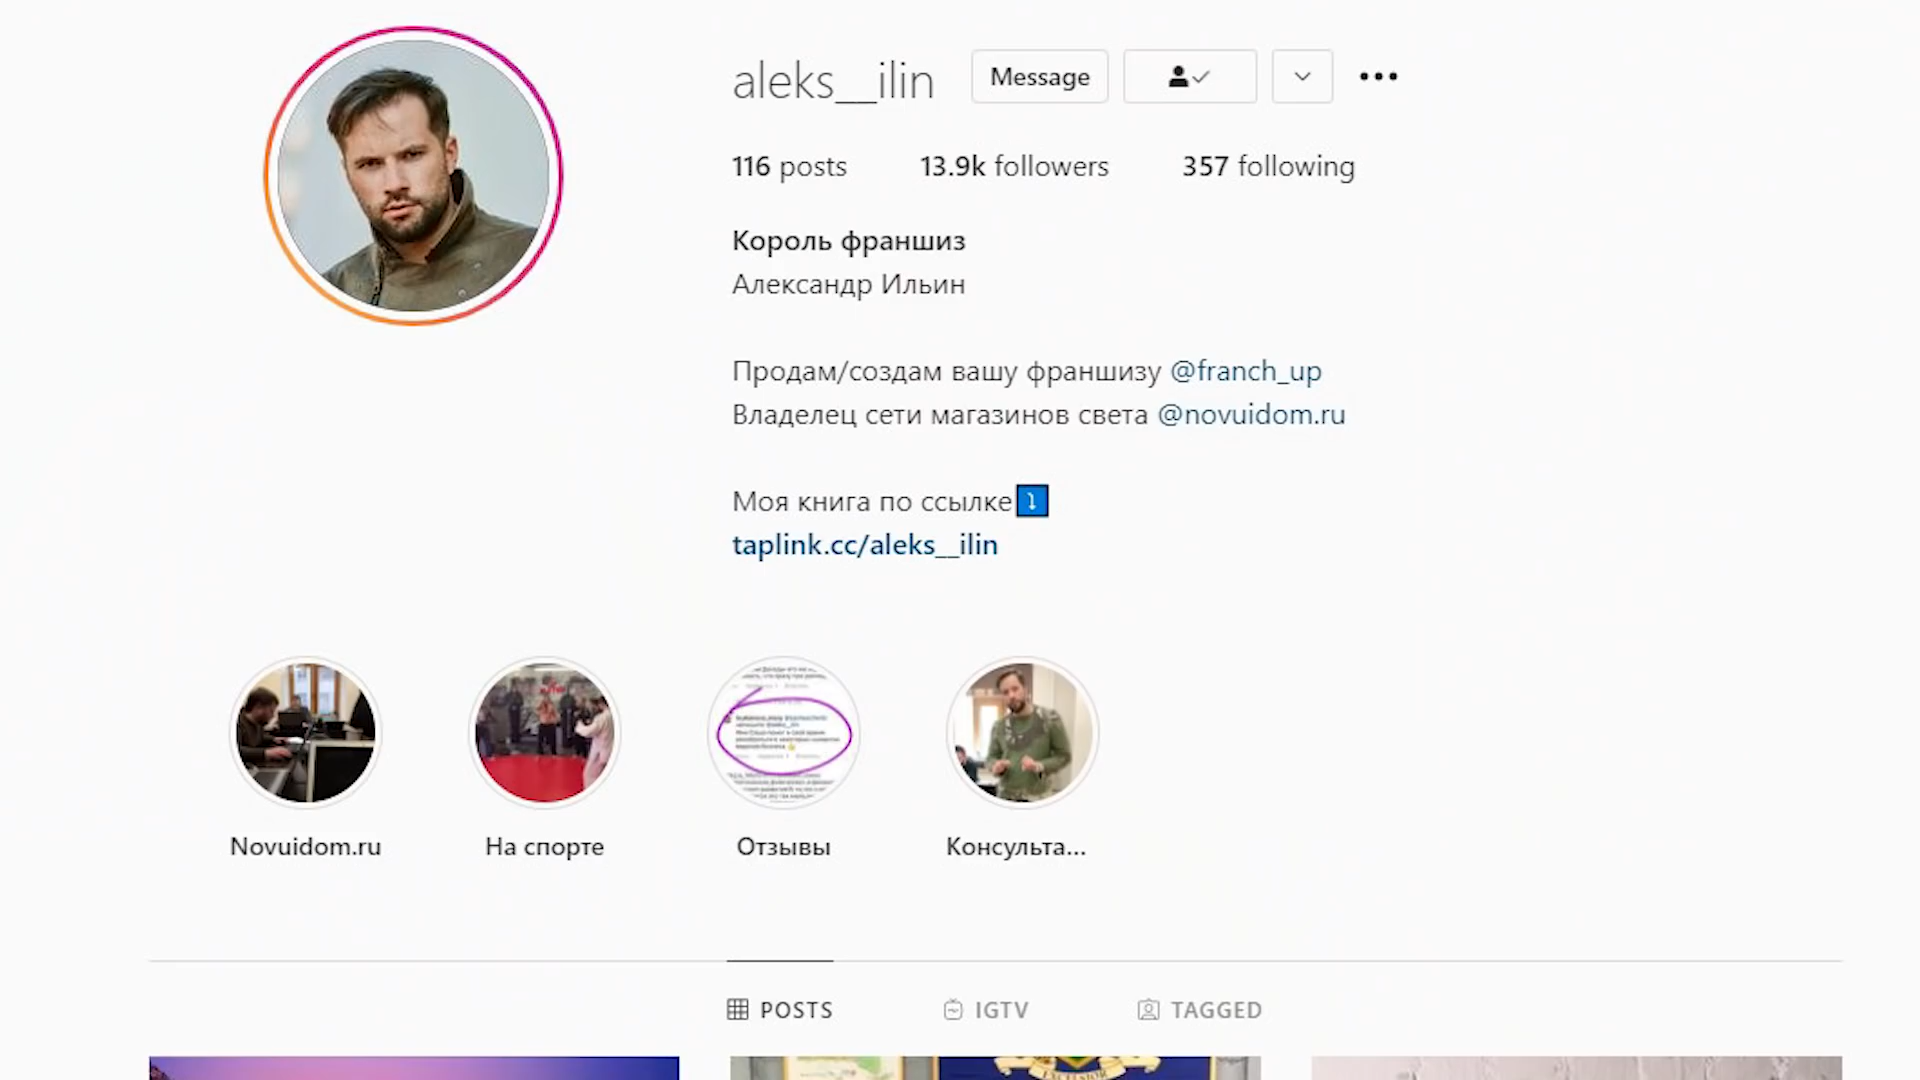 aleks__ilin
Message
116 posts
13.9k followers
357 following
Король франшиз
Александр Ильин
Продам/создам вашу франшизу @franch_up
Владелец сети магазинов света @novuidom.ru
Моя книга по ссылке
taplink.cc/aleks__ilin
Novuidom.ru
На спорте
Отзывы
Консульта...
POSTS
IGTV
TAGGED
EXCELSIOR